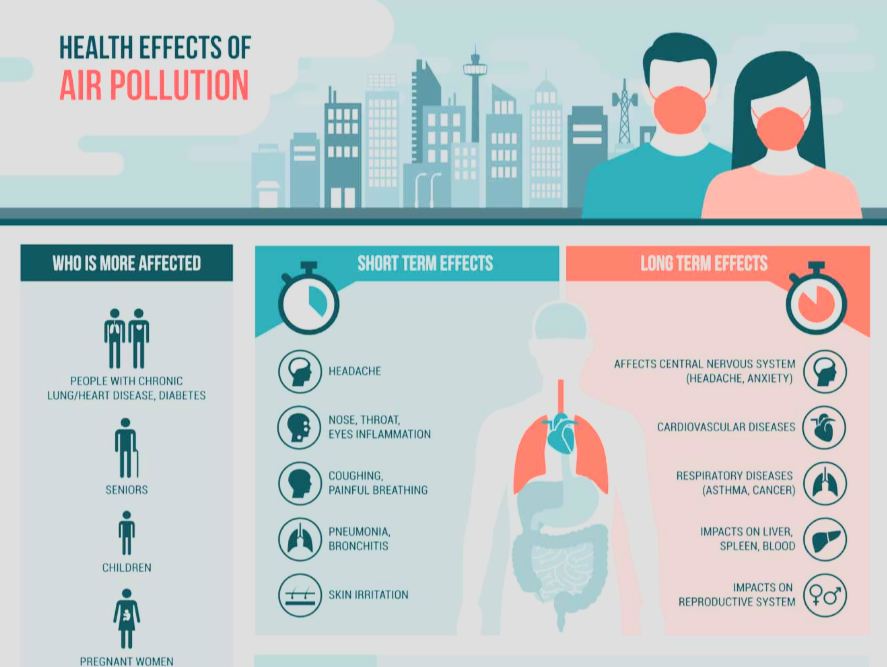 HEALTH EFFECTS OF
AIR POLLUTION
WHO IS MORE AFFECTED
PEOPLE WITH CHRONIC
LUNG/HEART DISEASE, DIABETES
SENIORS
CHILDREN
PREGNANT WOMEN
SHORT TERM EFFECTS
HEADACHE
NOSE, THROAT,
EYES INFLAMMATION
COUGHING,
PAINFUL BREATHING
PNEUMONIA,
BRONCHITIS
SKIN IRRITATION
LONG TERM EFFECTS
AFFECTS CENTRAL NERVOUS SYSTEM
(HEADACHE, ANXIETY)
CARDIOVASCULAR DISEASES
RESPIRATORY DISEASES
(ASTHMA, CANCER)
IMPACTS ON LIVER,
SPLEEN, BLOOD
IMPACTS ON
REPRODUCTIVE SYSTEM